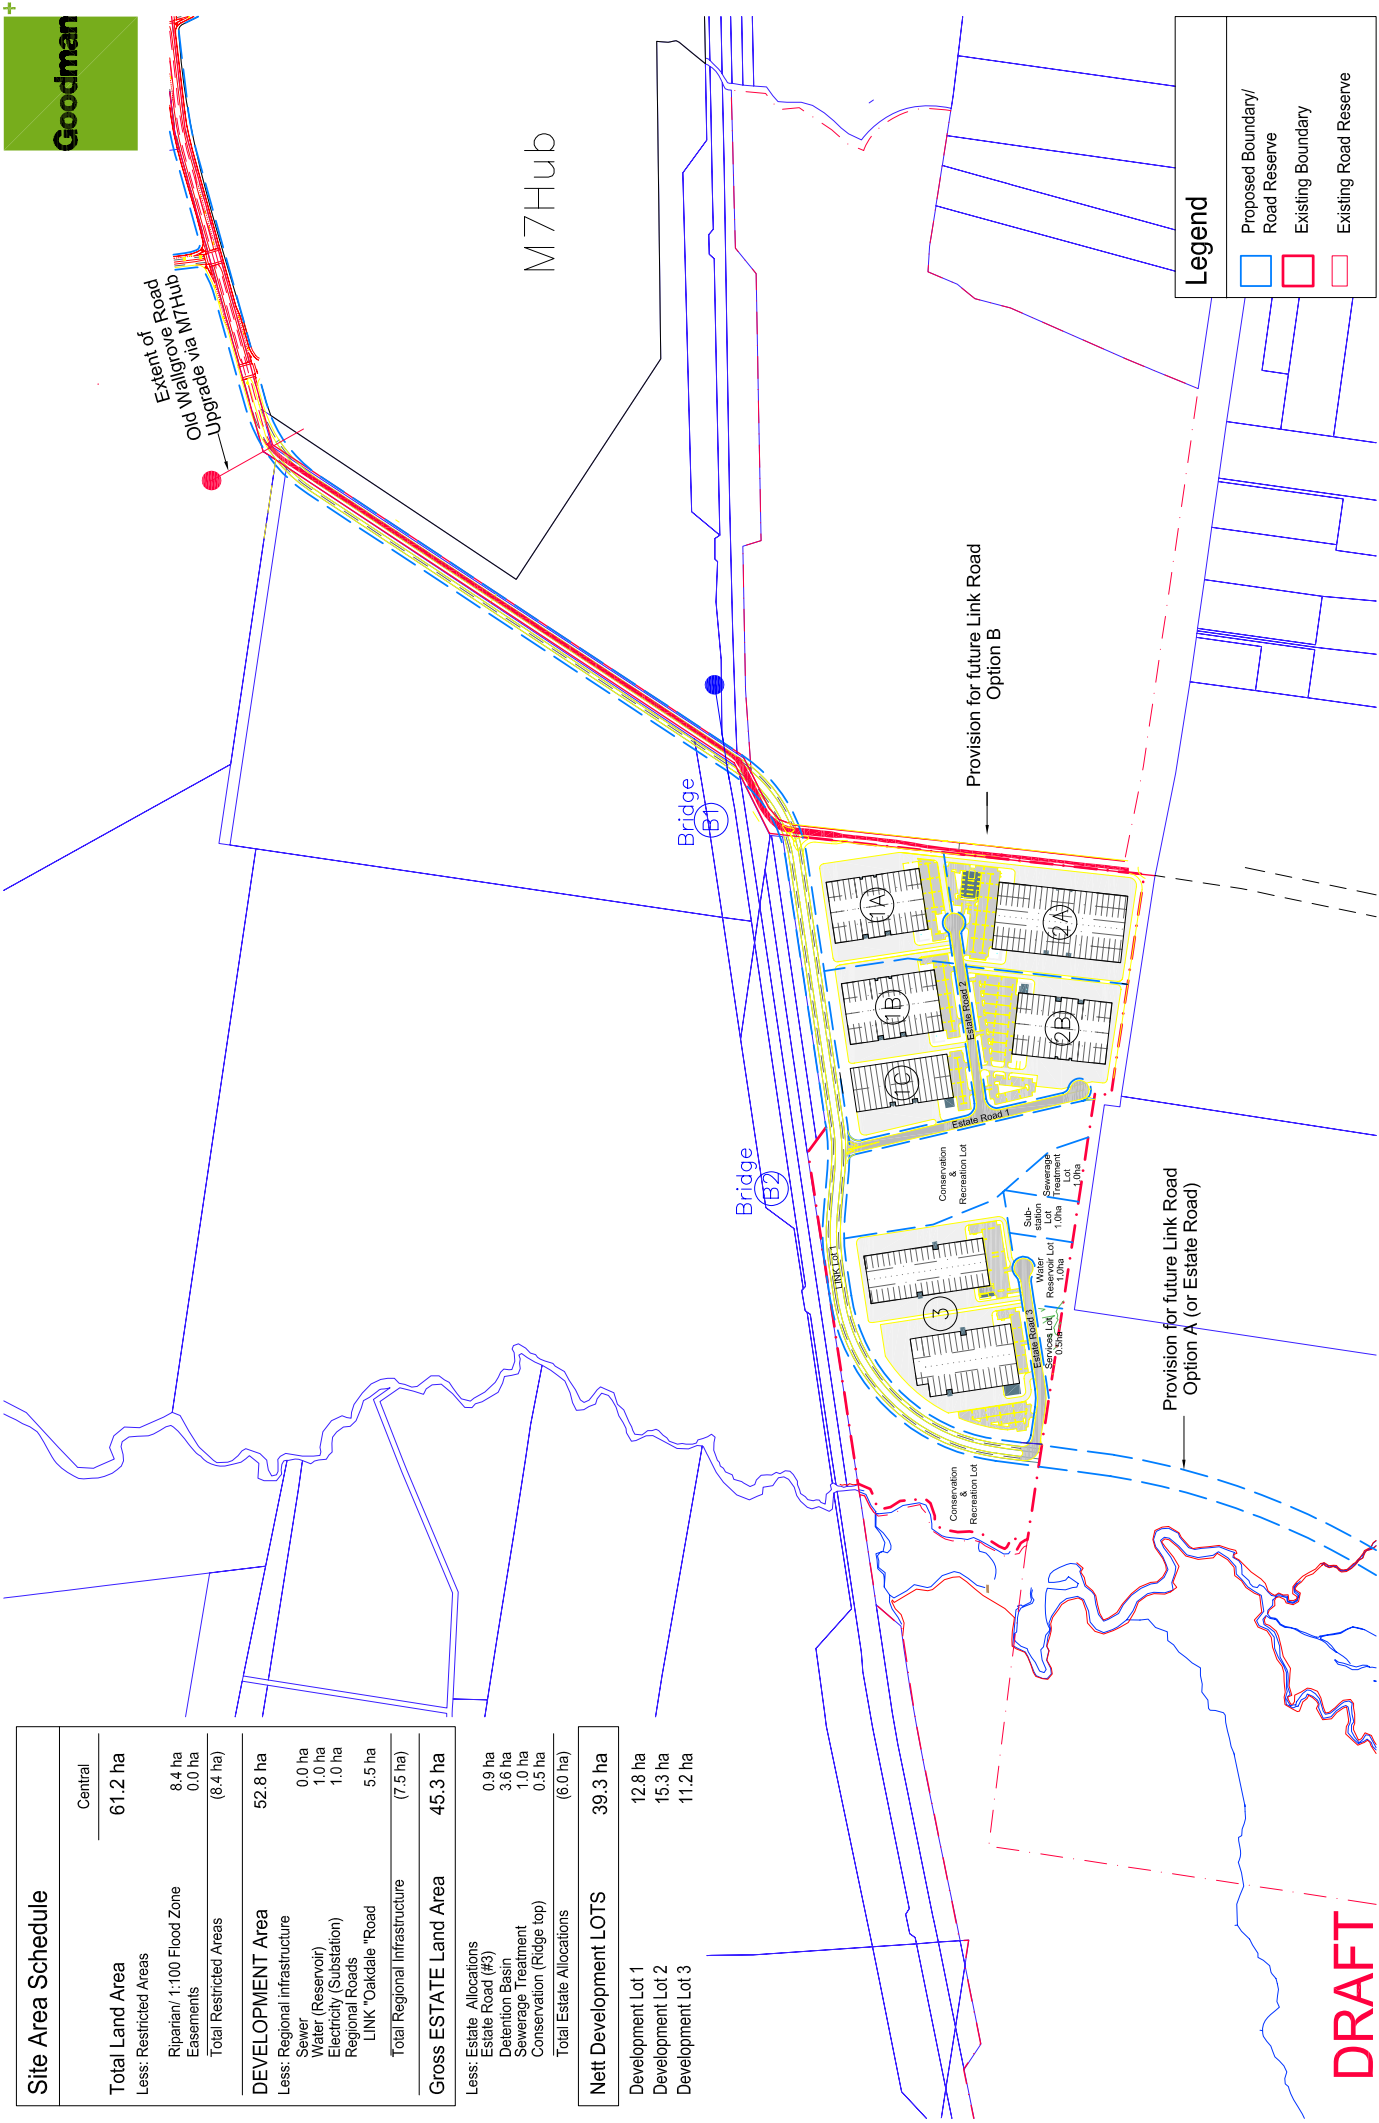 Goodman
Site Area Schedule
Central
Total Land Area 61.2 ha
Less: Restricted Areas
Riparian/ 1:100 Flood Zone 8.4 ha
Easements 0.0 ha
Total Restricted Areas (8.4 ha)
DEVELOPMENT Area 52.8 ha
Less: Regional infrastructure
Sewer 0.0 ha
Water (Reservoir) 1.0 ha
Electricity (Substation) 1.0 ha
Regional Roads
LINK "Oakdale "Road 5.5 ha
Total Regional Infrastructure (7.5 ha)
Gross ESTATE Land Area 45.3 ha
Less: Estate Allocations
Estate Road (#3) 0.9 ha
Detention Basin 3.6 ha
Sewerage Treatment 1.0 ha
Conservation (Ridge top) 0.5 ha
Total Estate Allocations (6.0 ha)
Nett Development LOTS 39.3 ha
Development Lot 1 12.8 ha
Development Lot 2 15.3 ha
Development Lot 3 11.2 ha
Extent of
Old Wallgrove Road
Upgrade via M7Hub
M7Hub
Bridge
B1
Bridge
B2
Provision for future Link Road
Option B
1A
1B
1C
2A
2B
3
Estate Road 2
Estate Road 1
Estate Road 3
LINK Lot 1
Conservation
&
Recreation Lot
Sewerage
Treatment
Lot
1.0ha
Sub-
station
Lot
1.0ha
Water
Reservoir Lot
1.0ha
Services Lot
0.5ha
Conservation
&
Recreation Lot
Provision for future Link Road
Option A (or Estate Road)
Legend
Proposed Boundary/
Road Reserve
Existing Boundary
Existing Road Reserve
DRAFT